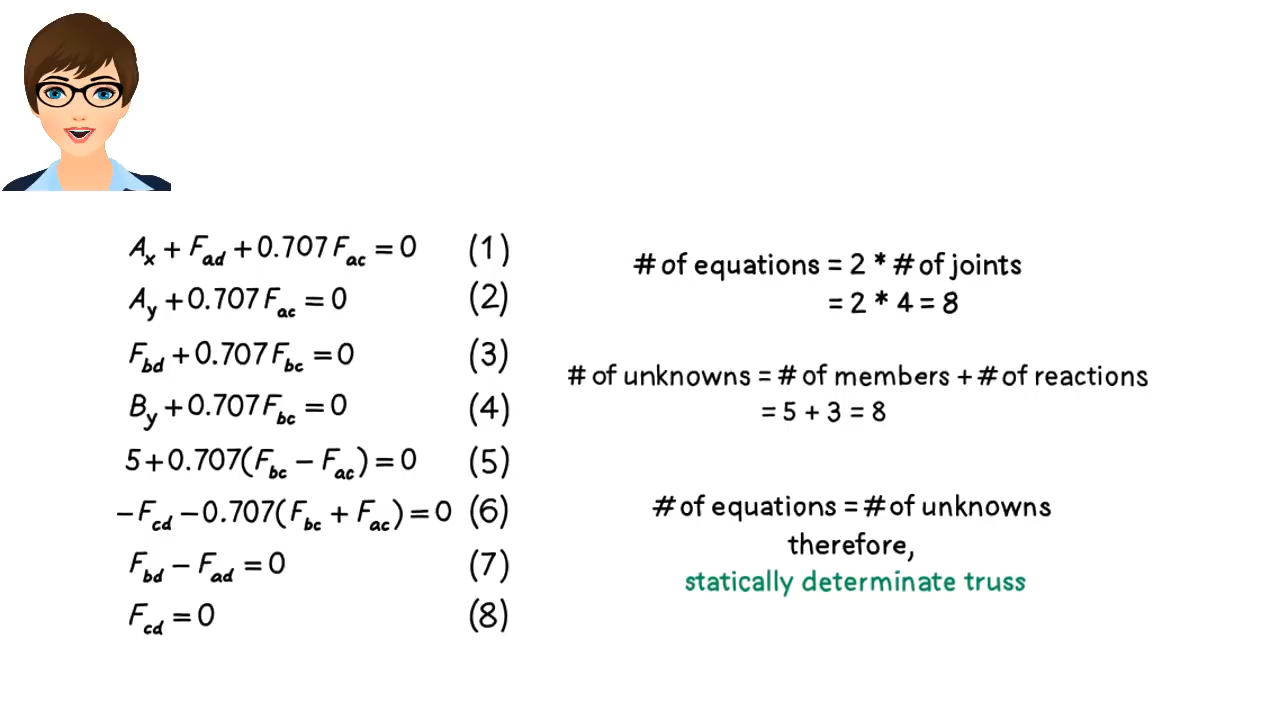 Ax + Fad + 0.707 Fac = 0 (1)
Ay + 0.707 Fac = 0 (2)
Fbd + 0.707 Fbc = 0 (3)
By + 0.707 Fbc = 0 (4)
5 + 0.707(Fbc − Fac) = 0 (5)
−Fcd − 0.707(Fbc + Fac) = 0 (6)
Fbd − Fad = 0 (7)
Fcd = 0 (8)
# of equations = 2 * # of joints
= 2 * 4 = 8
# of unknowns = # of members + # of reactions
= 5 + 3 = 8
# of equations = # of unknowns
therefore,
statically determinate truss